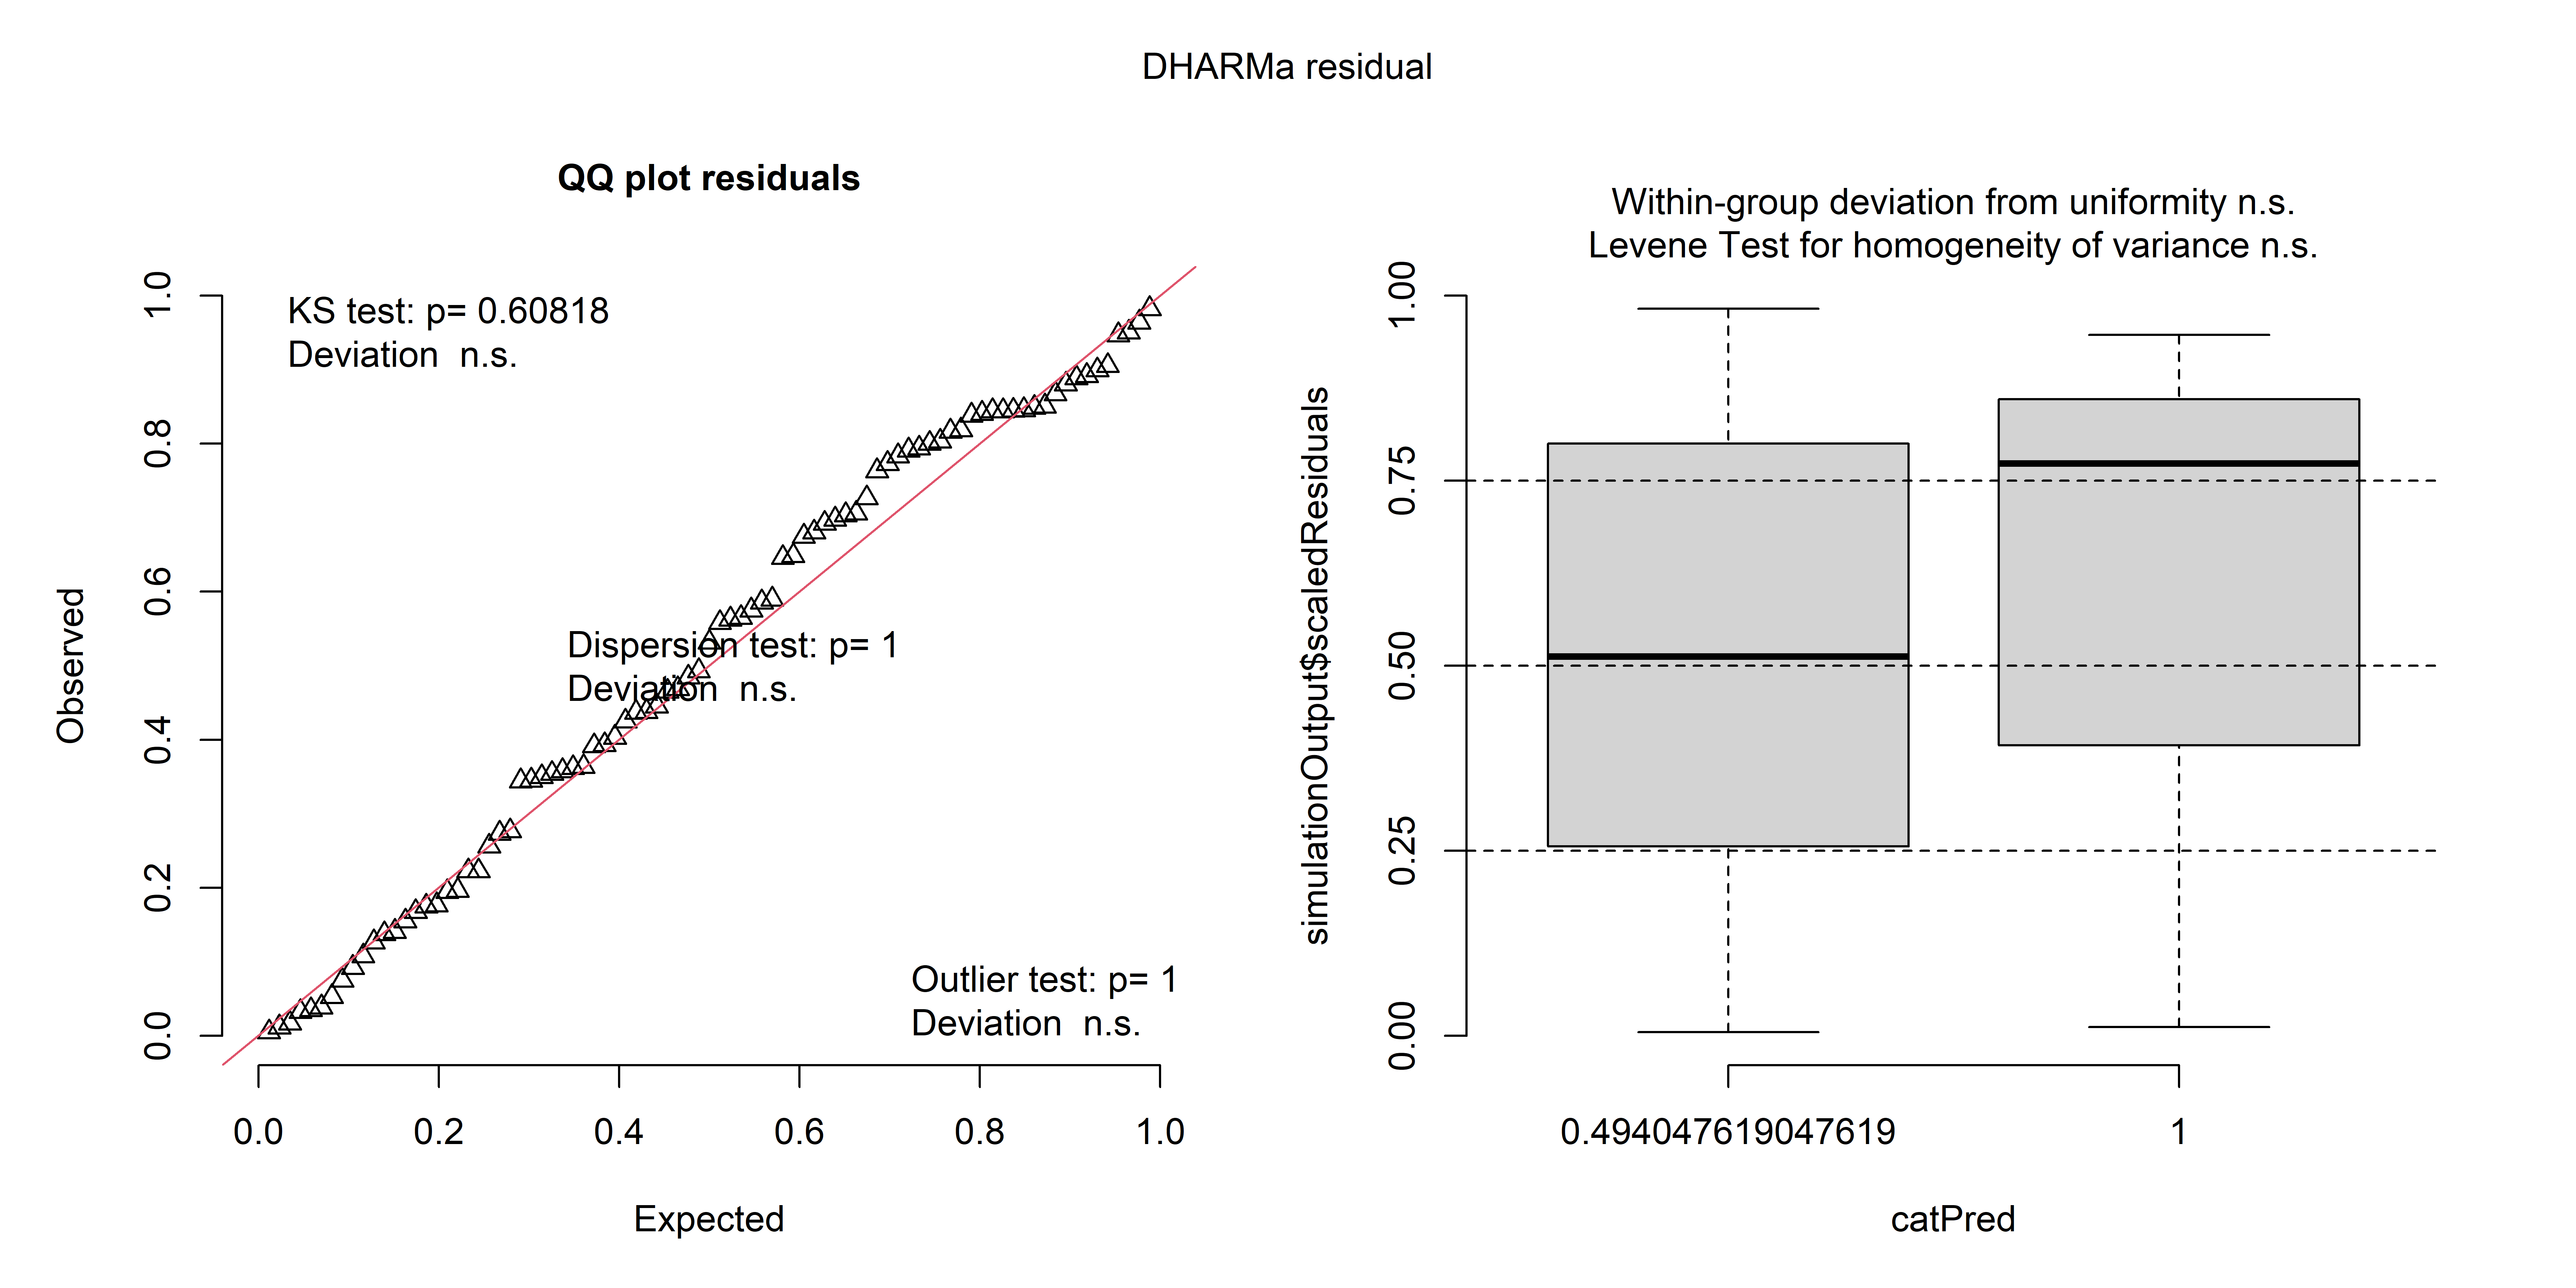 DHARMa residual
QQ plot residuals
KS test: p= 0.60818
Deviation  n.s.
Dispersion test: p= 1
Deviation  n.s.
Outlier test: p= 1
Deviation  n.s.
Observed
1.0
0.8
0.6
0.4
0.2
0.0
0.0 0.2 0.4 0.6 0.8 1.0
Expected
Within-group deviation from uniformity n.s.
Levene Test for homogeneity of variance n.s.
simulationOutput$scaledResiduals
1.00
0.75
0.50
0.25
0.00
0.494047619047619 1
catPred